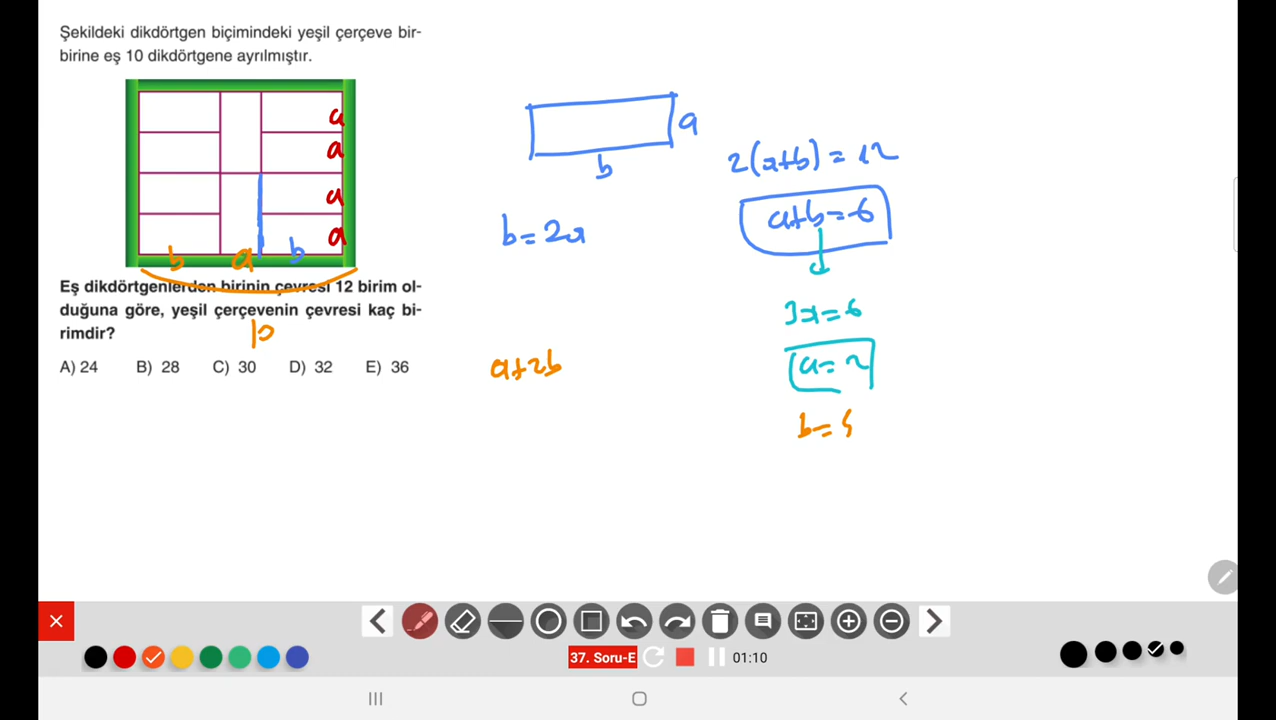 Şekildeki dikdörtgen biçimindeki yeşil çerçeve bir-
birine eş 10 dikdörtgene ayrılmıştır.
a
a
a
a
b a b
Eş dikdörtgenlerden birinin çevresi 12 birim ol-
duğuna göre, yeşil çerçevenin çevresi kaç bi-
rimdir?
10
A) 24 B) 28 C) 30 D) 32 E) 36
a
b
b = 2a
a+2b
2(a+b) = 12
a+b=6
3a=6
a=2
b=
37. Soru-E
01:10